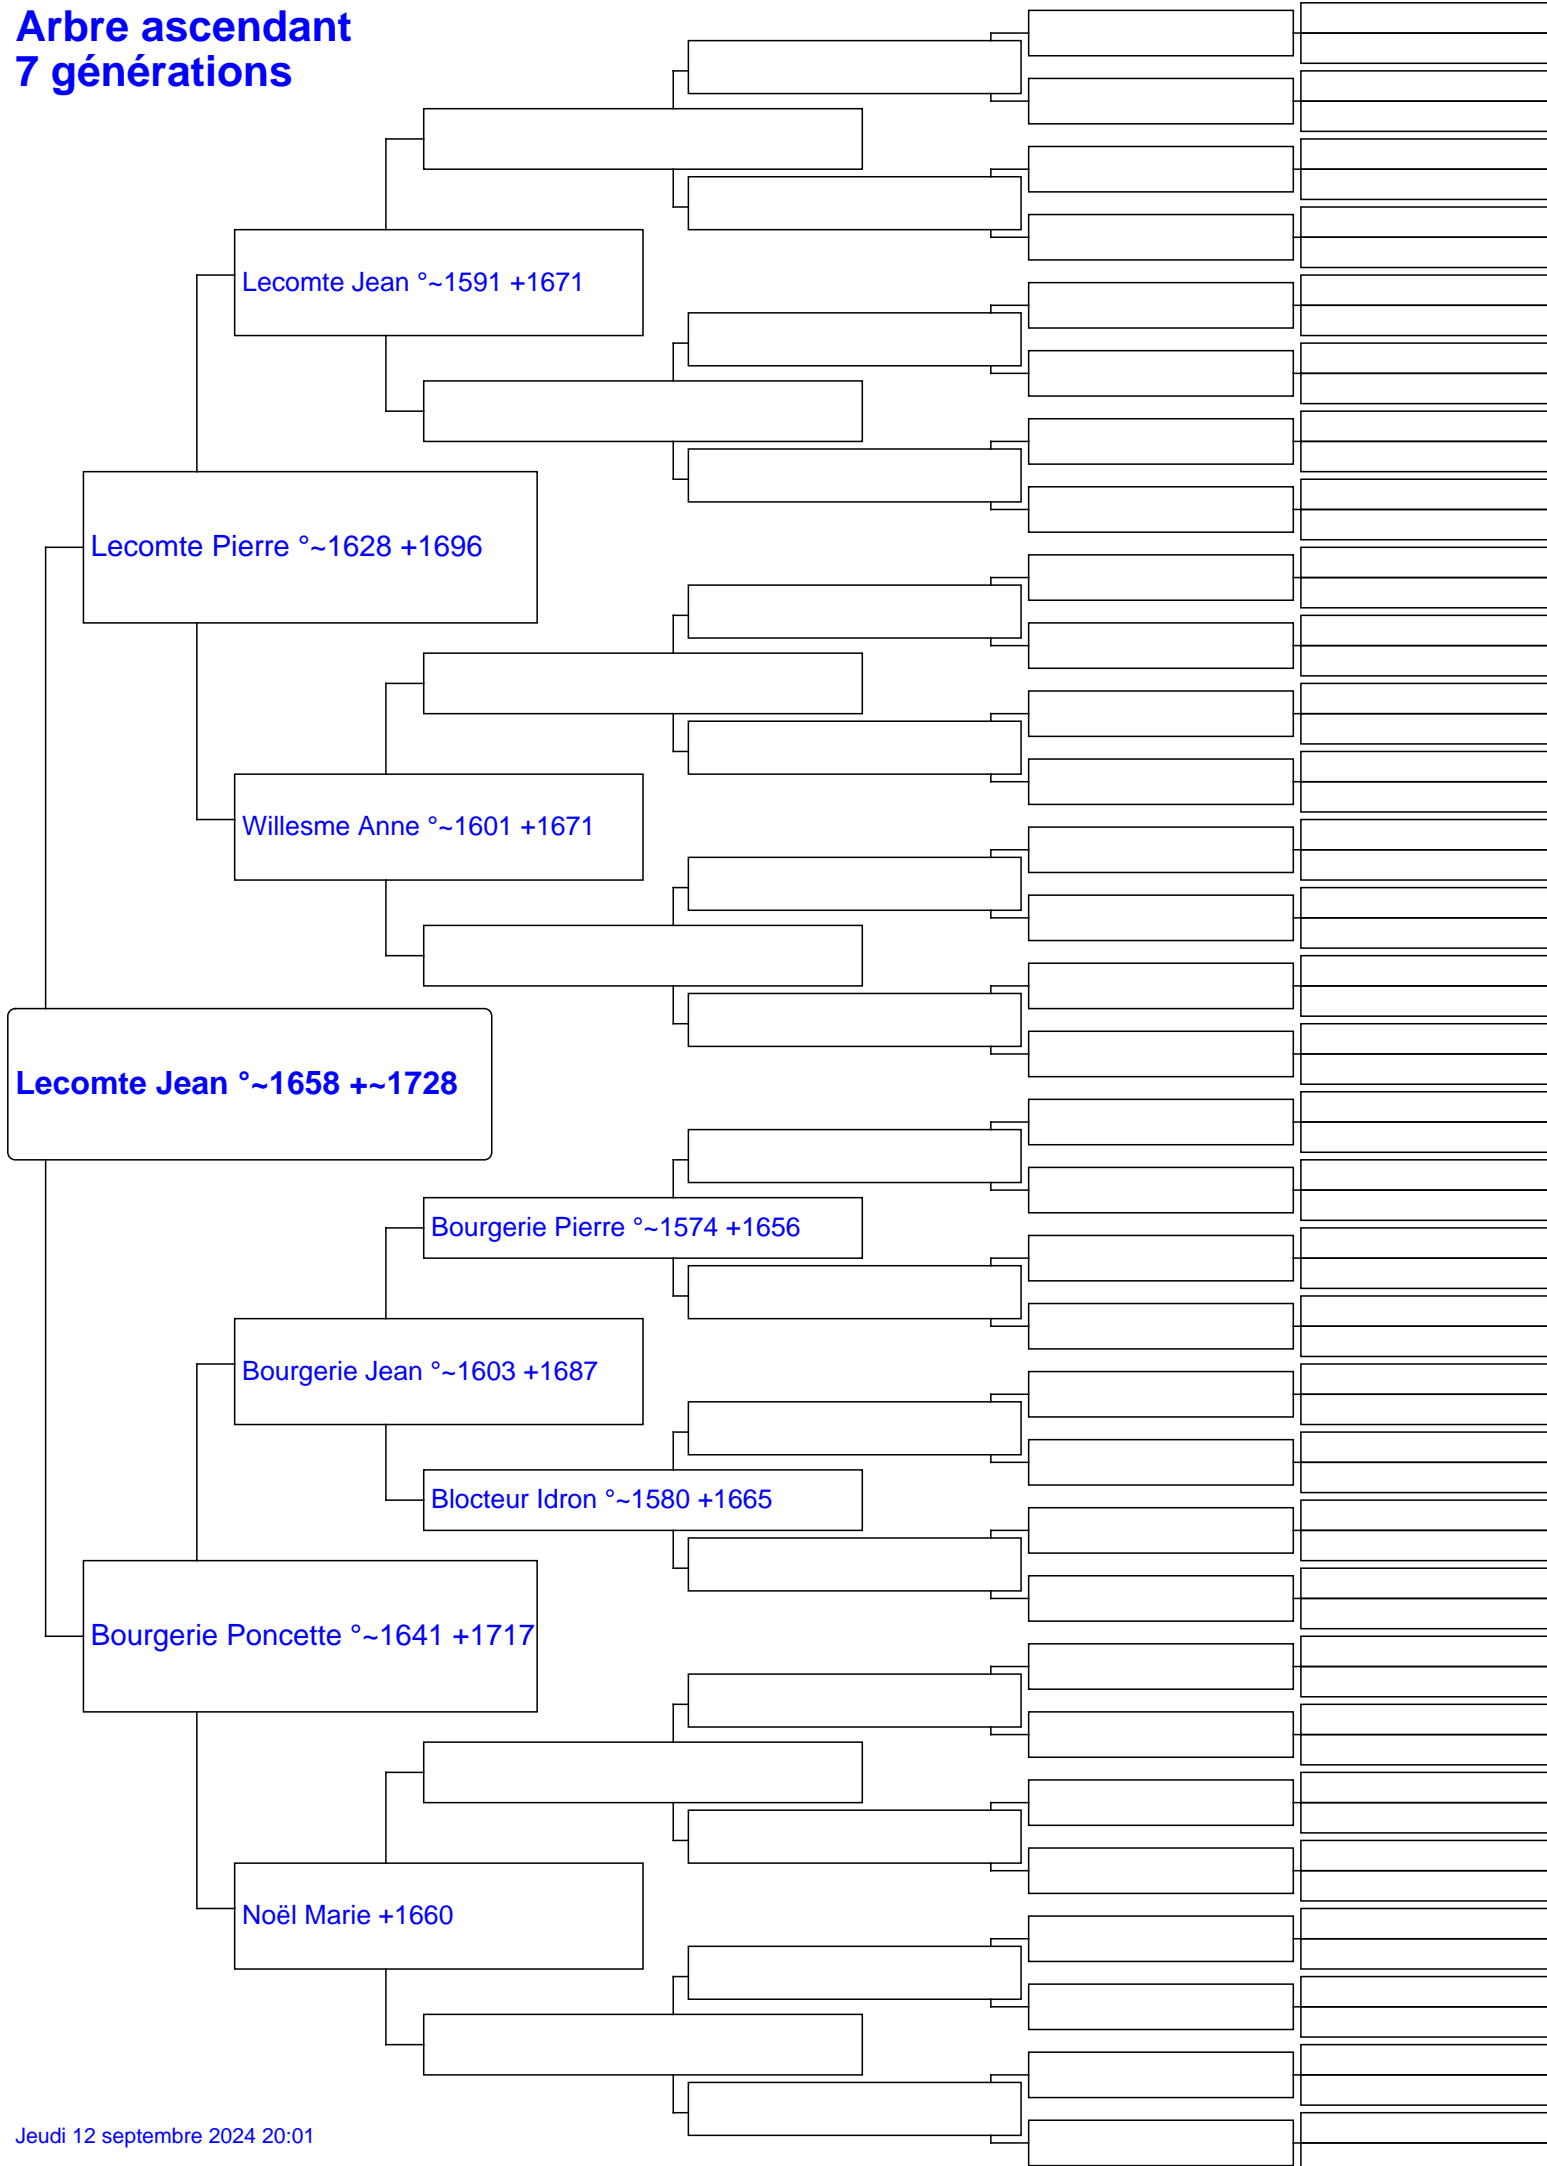 Arbre ascendant
7 générations
Lecomte Jean °~1591 +1671
Lecomte Pierre °~1628 +1696
Willesme Anne °~1601 +1671
Lecomte Jean °~1658 +~1728
Bourgerie Pierre °~1574 +1656
Bourgerie Jean °~1603 +1687
Blocteur Idron °~1580 +1665
Bourgerie Poncette °~1641 +1717
Noël Marie +1660
Jeudi 12 septembre 2024 20:01